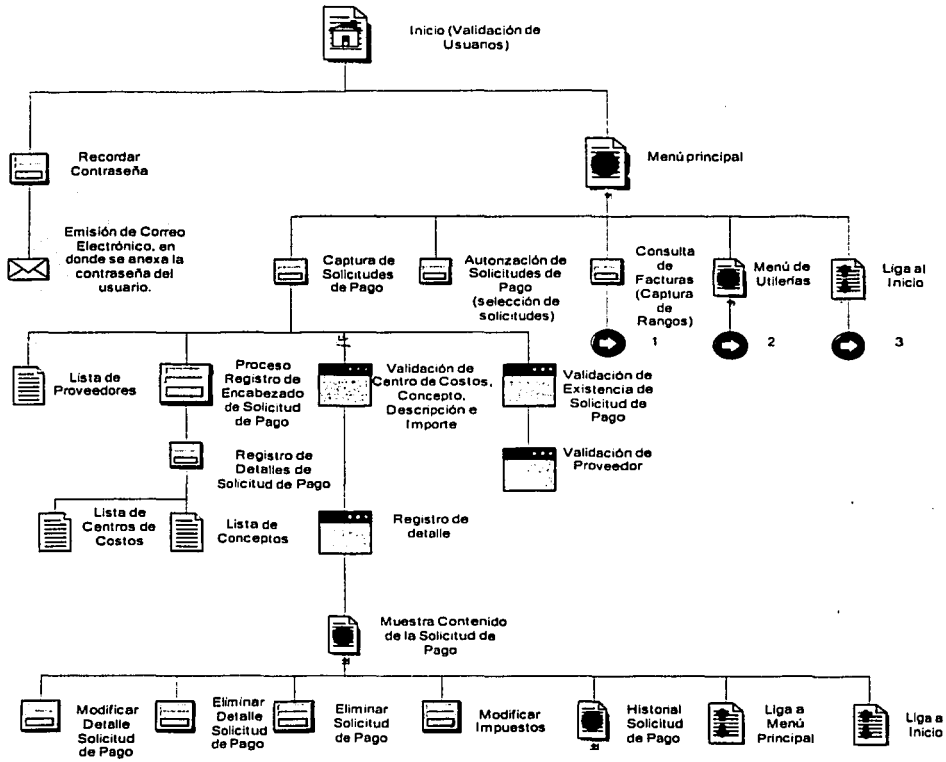 Inicio (Validación de
Usuarios)
Recordar
Contraseña
Menú principal
Emisión de Correo
Electrónico, en
donde se anexa la
contraseña del
usuario.
Captura de
Solicitudes
de Pago
Autorización de
Solicitudes de
Pago
(selección de
solicitudes)
Consulta
de
Facturas
(Captura
de
Rangos)
Menú de
Utilerías
Liga al
Inicio
1
2
3
Lista de
Proveedores
Proceso
Registro de
Encabezado
de Solicitud
de Pago
Validación de
Centro de Costos,
Concepto,
Descripción e
Importe
Validación de
Existencia de
Solicitud de
Pago
Registro de
Detalles de
Solicitud de Pago
Validación de
Proveedor
Lista de
Centros de
Costos
Lista de
Conceptos
Registro de
detalle
Muestra Contenido
de la Solicitud de
Pago
Modificar
Detalle
Solicitud
de Pago
Eliminar
Detalle
Solicitud
de Pago
Eliminar
Solicitud
de Pago
Modificar
Impuestos
Historial
Solicitud
de Pago
Liga a
Menú
Principal
Liga a
Inicio